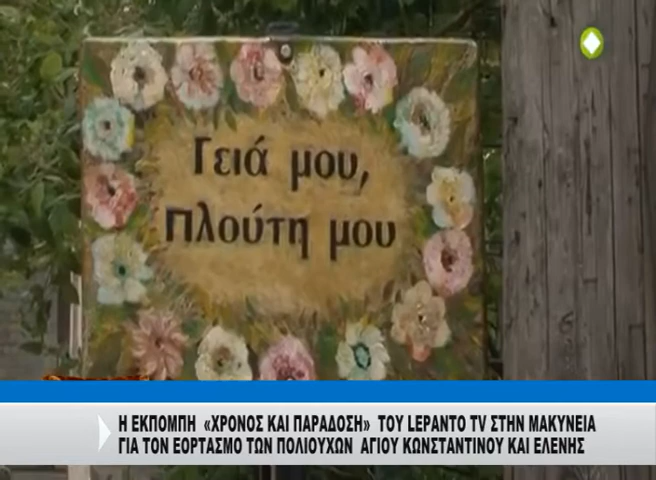 Γειά μου,
πλούτη μου
Η ΕΚΠΟΜΠΗ «ΧΡΟΝΟΣ ΚΑΙ ΠΑΡΑΔΟΣΗ» ΤΟΥ LEPANTO TV ΣΤΗΝ ΜΑΚΥΝΕΙΑ
ΓΙΑ ΤΟΝ ΕΟΡΤΑΣΜΟ ΤΩΝ ΠΟΛΙΟΥΧΩΝ ΑΓΙΟΥ ΚΩΝΣΤΑΝΤΙΝΟΥ ΚΑΙ ΕΛΕΝΗΣ